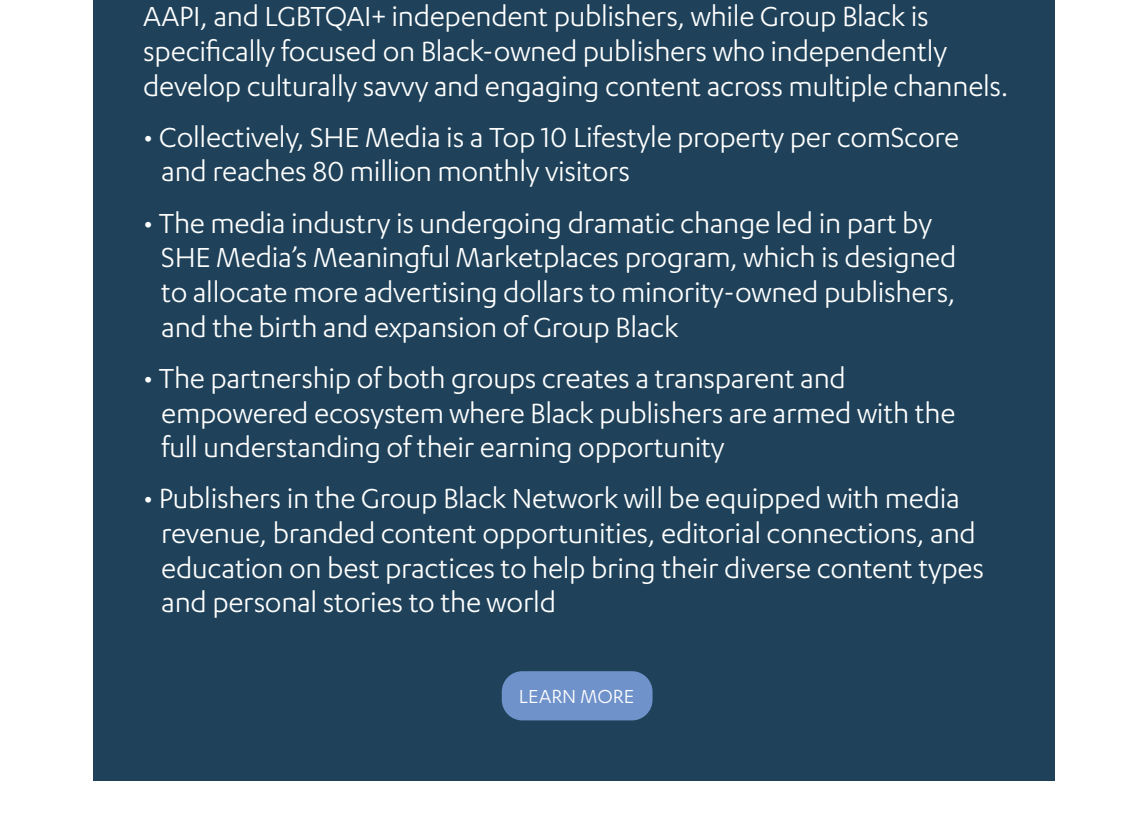 AAPI, and LGBTQAI+ independent publishers, while Group Black is
specifically focused on Black-owned publishers who independently
develop culturally savvy and engaging content across multiple channels.
• Collectively, SHE Media is a Top 10 Lifestyle property per comScore
and reaches 80 million monthly visitors
• The media industry is undergoing dramatic change led in part by
SHE Media’s Meaningful Marketplaces program, which is designed
to allocate more advertising dollars to minority-owned publishers,
and the birth and expansion of Group Black
• The partnership of both groups creates a transparent and
empowered ecosystem where Black publishers are armed with the
full understanding of their earning opportunity
• Publishers in the Group Black Network will be equipped with media
revenue, branded content opportunities, editorial connections, and
education on best practices to help bring their diverse content types
and personal stories to the world
LEARN MORE